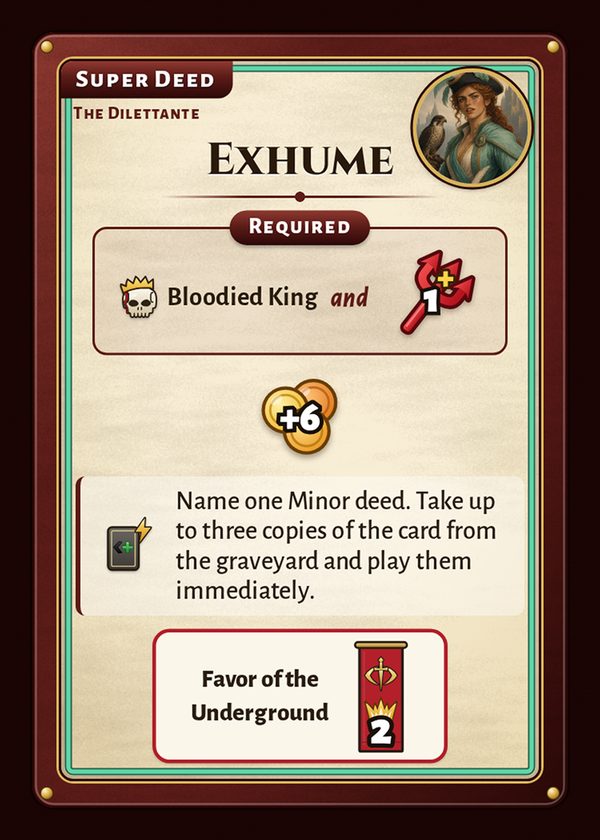 Super Deed
The Dilettante
Exhume
Required
Bloodied King and
+
1
+6
Name one Minor deed. Take up
to three copies of the card from
the graveyard and play them
immediately.
Favor of the
Underground
2